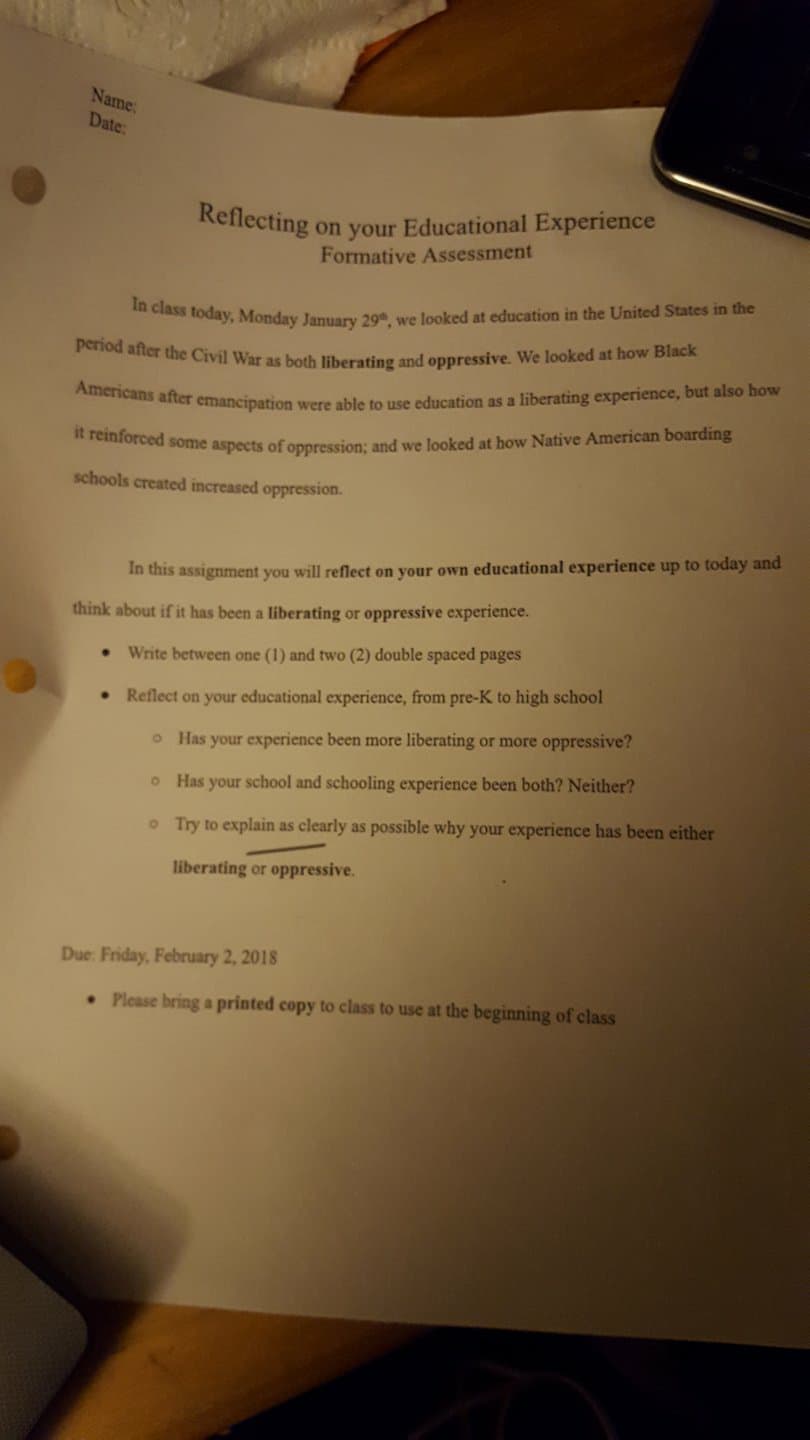 Name:
Date:
Reflecting on your Educational Experience
Formative Assessment
In class today, Monday January 29th, we looked at education in the United States in the
period after the Civil War as both liberating and oppressive. We looked at how Black
Americans after emancipation were able to use education as a liberating experience, but also how
it reinforced some aspects of oppression; and we looked at how Native American boarding
schools created increased oppression.
In this assignment you will reflect on your own educational experience up to today and
think about if it has been a liberating or oppressive experience.
• Write between one (1) and two (2) double spaced pages
• Reflect on your educational experience, from pre-K to high school
○ Has your experience been more liberating or more oppressive?
○ Has your school and schooling experience been both? Neither?
○ Try to explain as clearly as possible why your experience has been either
liberating or oppressive.
Due: Friday, February 2, 2018
• Please bring a printed copy to class to use at the beginning of class